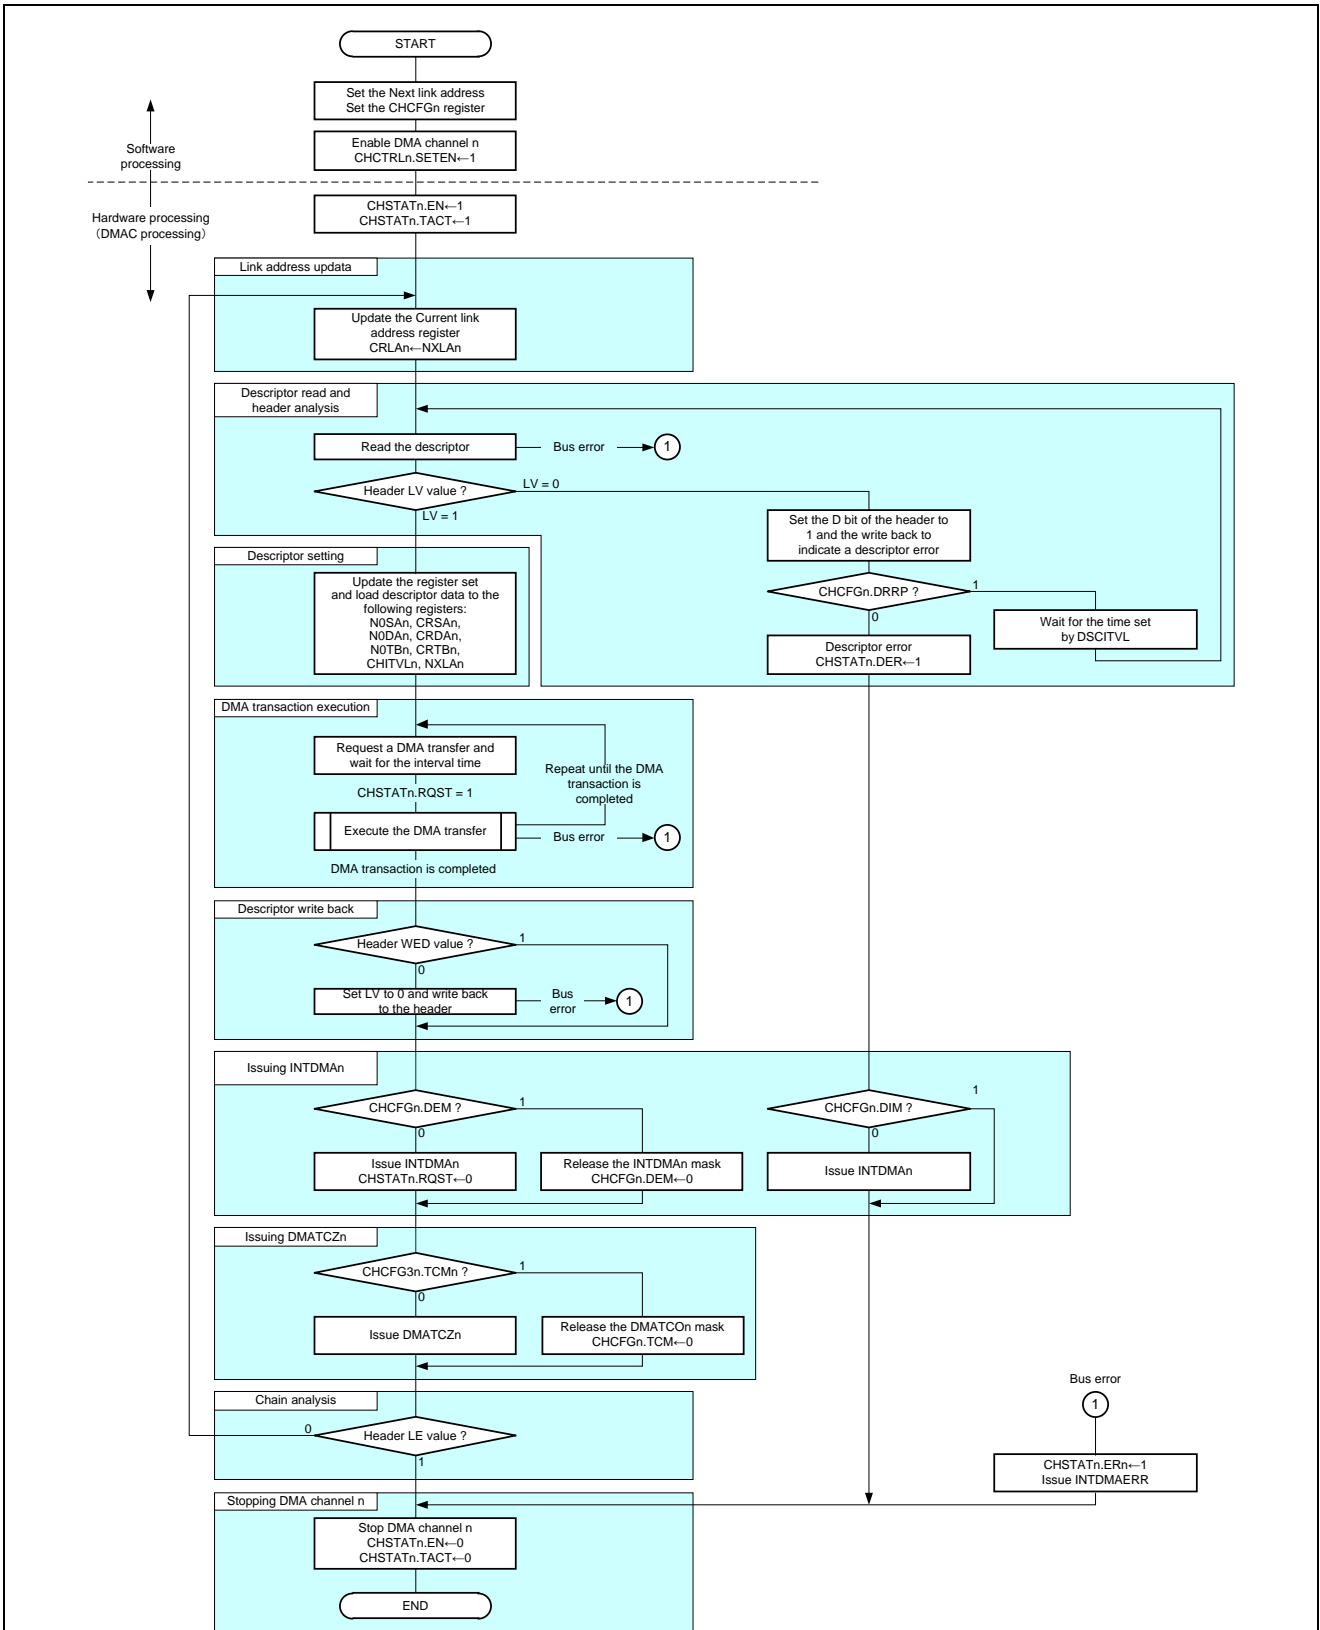 START
Set the Next link address
Set the CHCFGn register
Enable DMA channel n
CHCTRLn.SETEN←1
Software
processing
Hardware processing
(DMAC processing)
CHSTATn.EN←1
CHSTATn.TACT←1
Link address updata
Update the Current link
address register
CRLAn←NXLAn
Descriptor read and
header analysis
Read the descriptor
Bus error
1
Header LV value ?
LV = 0
LV = 1
Set the D bit of the header to
1 and the write back to
indicate a descriptor error
CHCFGn.DRRP ?
1
0
Wait for the time set
by DSCITVL
Descriptor error
CHSTATn.DER←1
Descriptor setting
Update the register set
and load descriptor data to the
following registers:
N0SAn, CRSAn,
N0DAn, CRDAn,
N0TBn, CRTBn,
CHITVLn, NXLAn
DMA transaction execution
Request a DMA transfer and
wait for the interval time
Repeat until the DMA
transaction is
completed
CHSTATn.RQST = 1
Execute the DMA transfer
Bus error
1
DMA transaction is completed
Descriptor write back
Header WED value ?
1
0
Set LV to 0 and write back
to the header
Bus
error
1
Issuing INTDMAn
CHCFGn.DEM ?
1
0
Issue INTDMAn
CHSTATn.RQST←0
Release the INTDMAn mask
CHCFGn.DEM←0
CHCFGn.DIM ?
1
0
Issue INTDMAn
Issuing DMATCZn
CHCFG3n.TCMn ?
1
0
Issue DMATCZn
Release the DMATCOn mask
CHCFGn.TCM←0
Chain analysis
Header LE value ?
0
1
Bus error
1
CHSTATn.ERn←1
Issue INTDMAERR
Stopping DMA channel n
Stop DMA channel n
CHSTATn.EN←0
CHSTATn.TACT←0
END